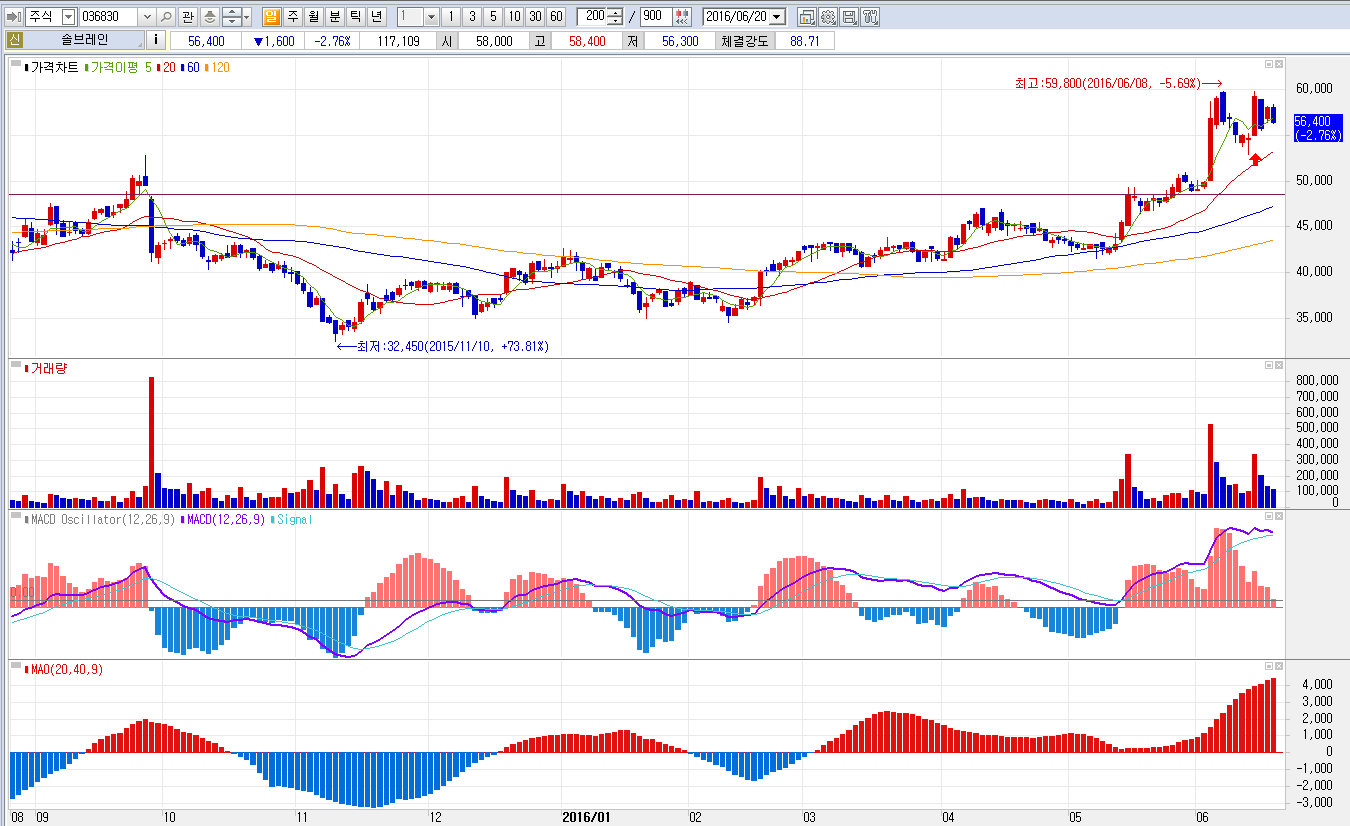 주식 036830 관 일 주 월 분 틱 년 1 1 3 5 10 30 60 200 / 900 2016/06/20
신 솔브레인 i 56,400 ▼1,600 -2.76% 117,109 시 58,000 고 58,400 저 56,300 체결강도 88.71
가격차트 가격이평 5 20 60 120
최고:59,800(2016/06/08, -5.69%)→
60,000
56,400
(-2.76%)
50,000
45,000
40,000
35,000
←최저:32,450(2015/11/10, +73.81%)
거래량
800,000
700,000
600,000
500,000
400,000
300,000
200,000
100,000
0
MACD Oscillator(12,26,9) MACD(12,26,9) Signal
0.00
MAO(20,40,9)
4,000
3,000
2,000
1,000
0
-1,000
-2,000
-3,000
08 09 10 11 12 2016/01 02 03 04 05 06